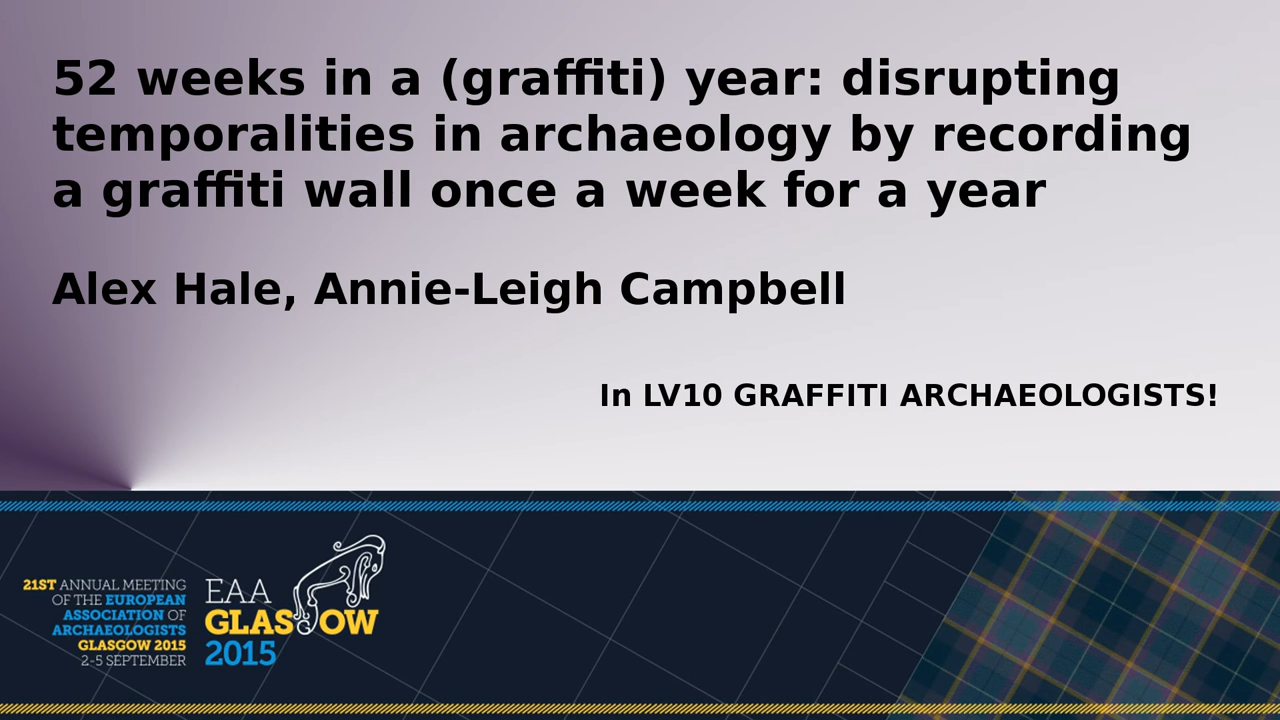 52 weeks in a (graffiti) year: disrupting
temporalities in archaeology by recording
a graffiti wall once a week for a year
Alex Hale, Annie-Leigh Campbell
In LV10 GRAFFITI ARCHAEOLOGISTS!
21ST ANNUAL MEETING
OF THE EUROPEAN
ASSOCIATION OF
ARCHAEOLOGISTS
GLASGOW 2015
2-5 SEPTEMBER
EAA
GLASGOW
2015